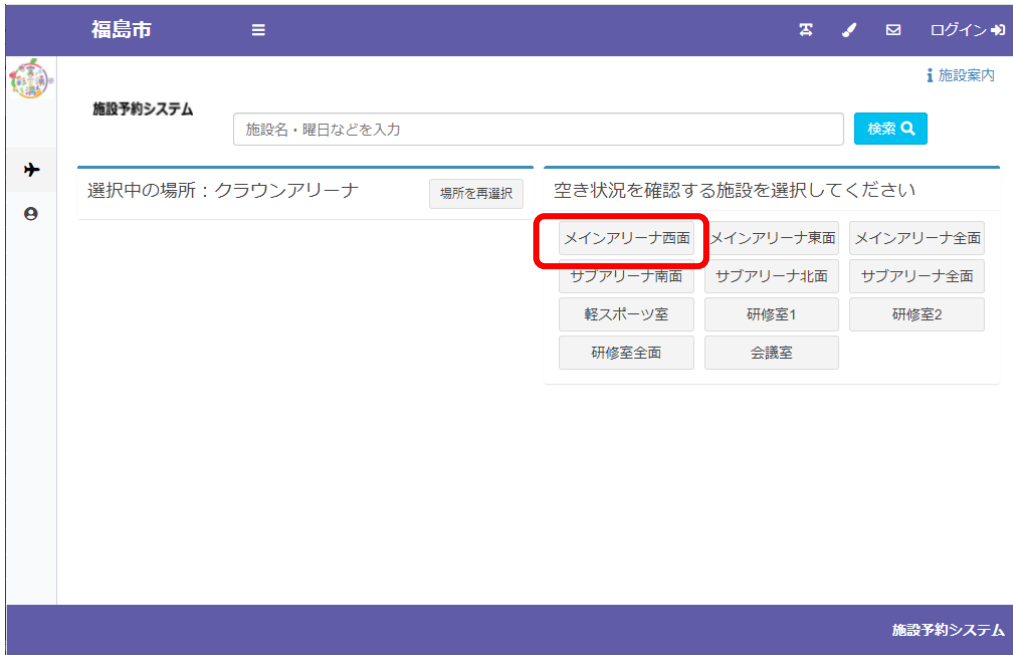 福島市
ログイン
施設案内
施設予約システム
施設名・曜日などを入力
検索
選択中の場所：クラウンアリーナ
場所を再選択
空き状況を確認する施設を選択してください
メインアリーナ西面 メインアリーナ東面 メインアリーナ全面
サブアリーナ南面 サブアリーナ北面 サブアリーナ全面
軽スポーツ室 研修室1 研修室2
研修室全面 会議室
施設予約システム